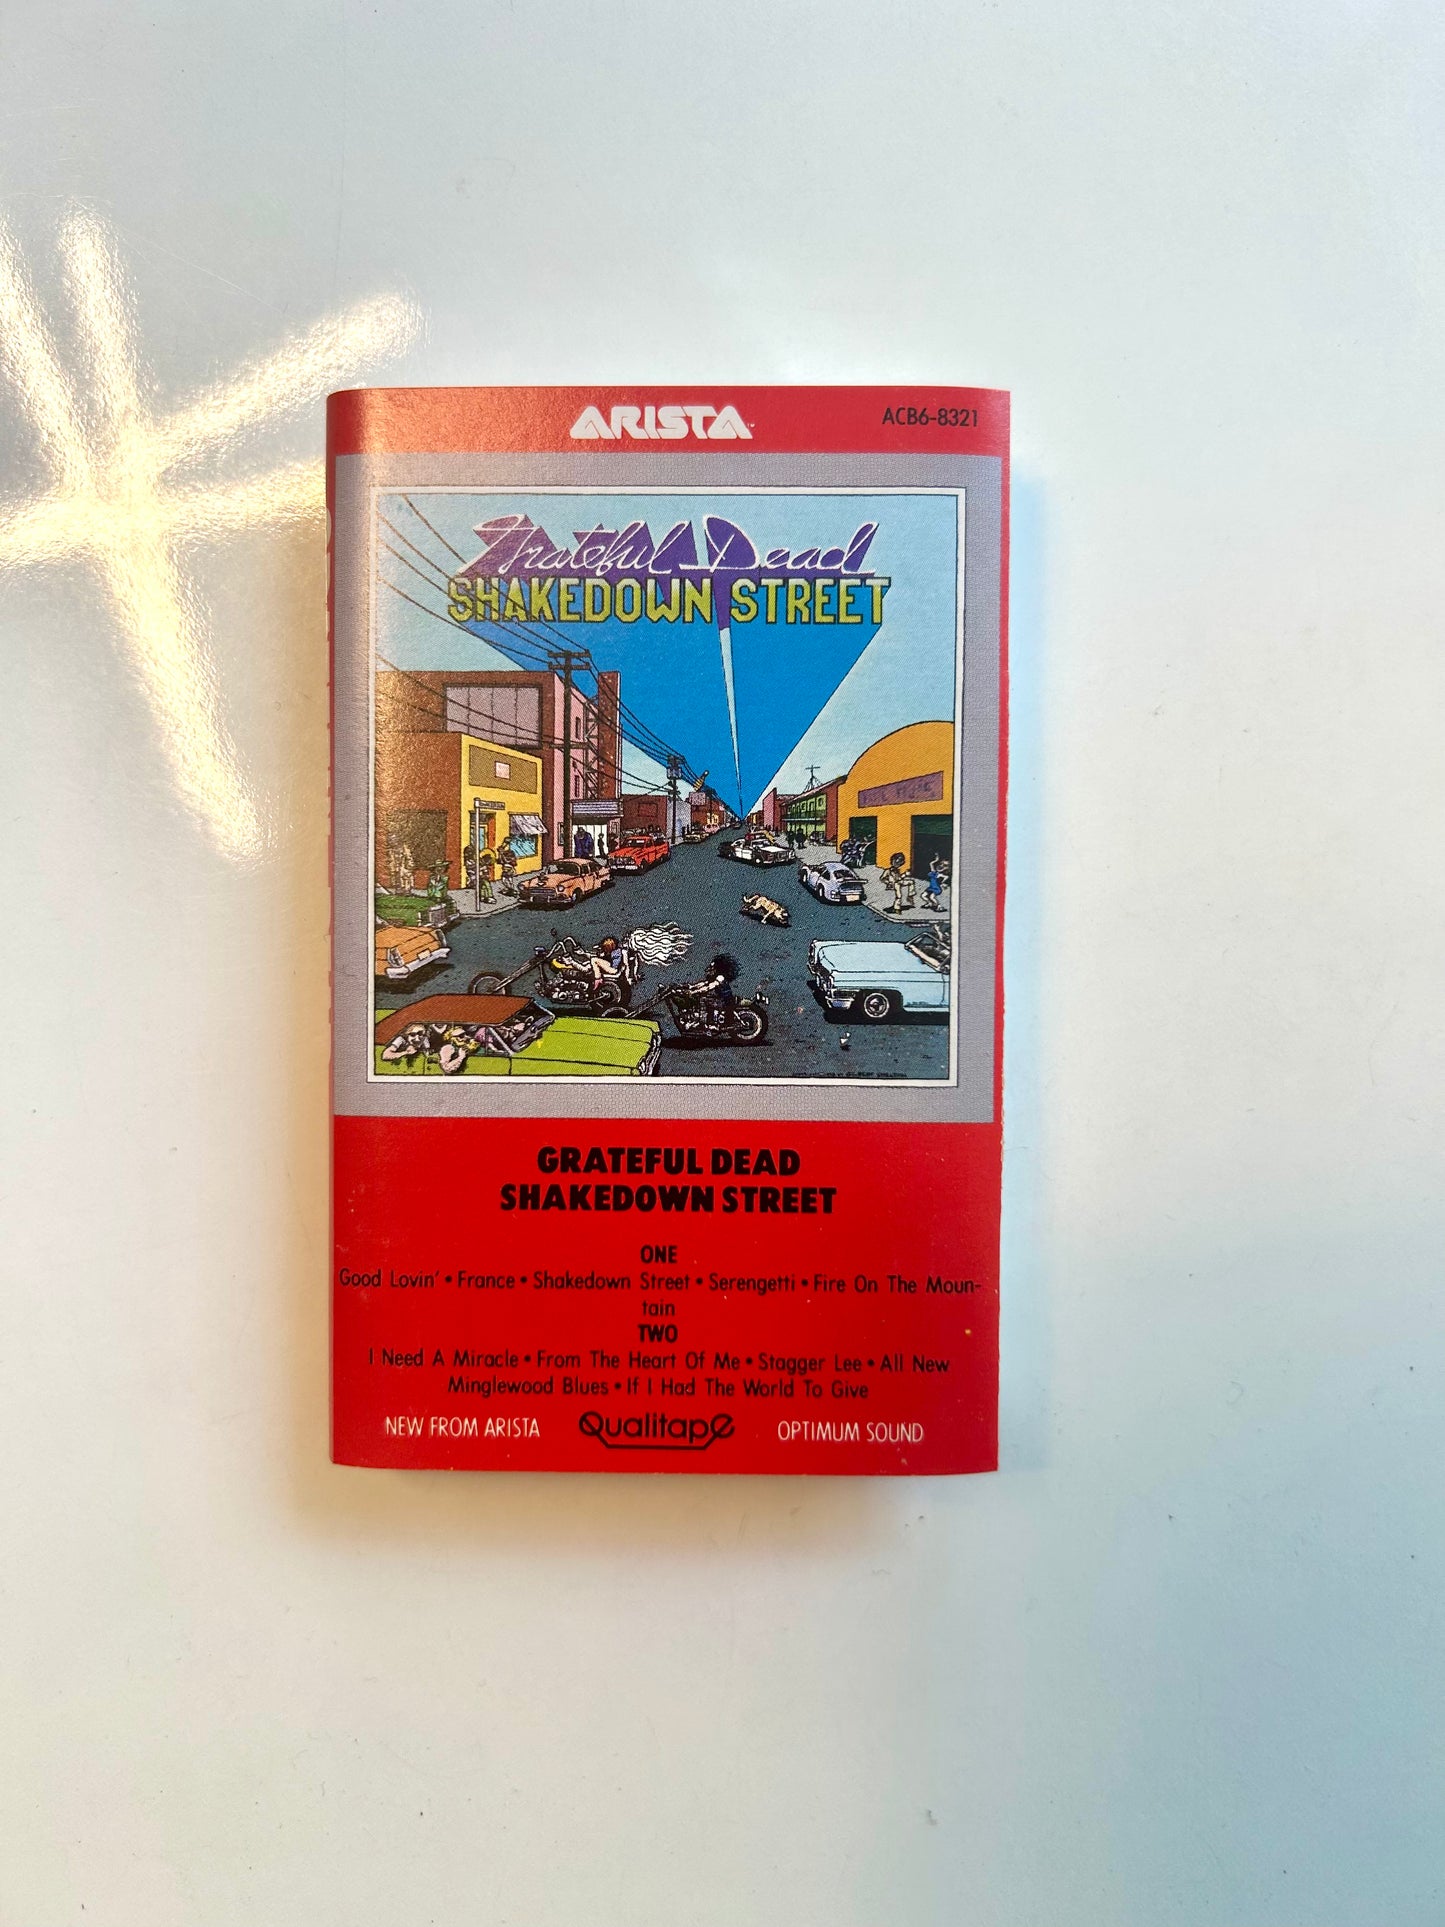 ARISTA™
ACB6-8321
Grateful Dead
SHAKEDOWN STREET
GRATEFUL DEAD
SHAKEDOWN STREET
ONE
Good Lovin' • France • Shakedown Street • Serengetti • Fire On The Moun-
tain
TWO
I Need A Miracle • From The Heart Of Me • Stagger Lee • All New
Minglewood Blues • If I Had The World To Give
NEW FROM ARISTA
Qualitape
OPTIMUM SOUND